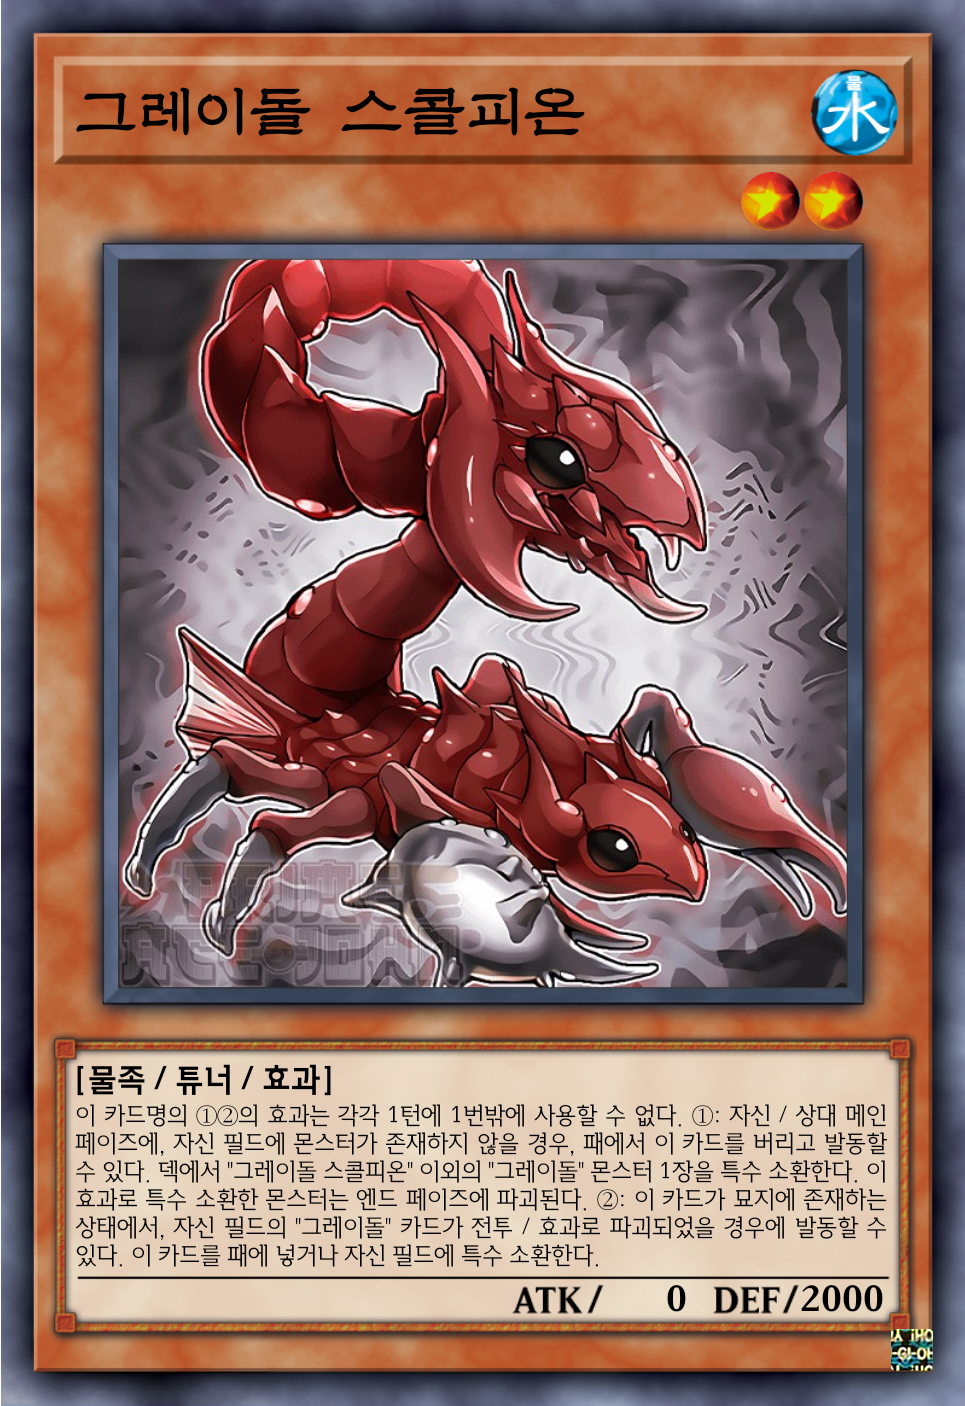 그레이돌 스콜피온
물
水
[물족 / 튜너 / 효과]
이 카드명의 ①②의 효과는 각각 1턴에 1번밖에 사용할 수 없다. ①: 자신 / 상대 메인
페이즈에, 자신 필드에 몬스터가 존재하지 않을 경우, 패에서 이 카드를 버리고 발동할
수 있다. 덱에서 "그레이돌 스콜피온" 이외의 "그레이돌" 몬스터 1장을 특수 소환한다. 이
효과로 특수 소환한 몬스터는 엔드 페이즈에 파괴된다. ②: 이 카드가 묘지에 존재하는
상태에서, 자신 필드의 "그레이돌" 카드가 전투 / 효과로 파괴되었을 경우에 발동할 수
있다. 이 카드를 패에 넣거나 자신 필드에 특수 소환한다.
ATK/ 0 DEF/2000